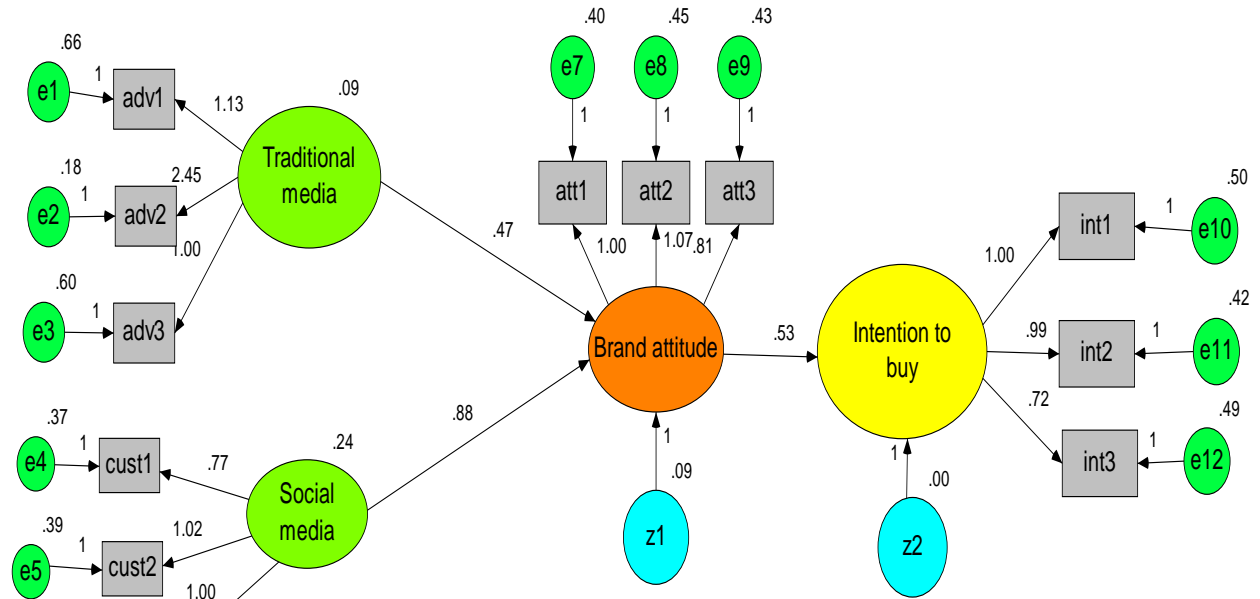 .66
1
e1
adv1
1.13
.09
Traditional
media
.18
1
e2
adv2
2.45
1.00
.60
1
e3
adv3
.47
.40
.45
.43
e7
e8
e9
1
1
1
att1
att2
att3
1.00
1.07
.81
Brand attitude
.53
Intention to
buy
1.00
.99
.72
int1
1
.50
e10
int2
1
.42
e11
int3
1
.49
e12
.37
1
e4
cust1
.77
.24
Social
media
.88
.39
1
e5
cust2
1.02
1.00
1
.09
z1
1
.00
z2